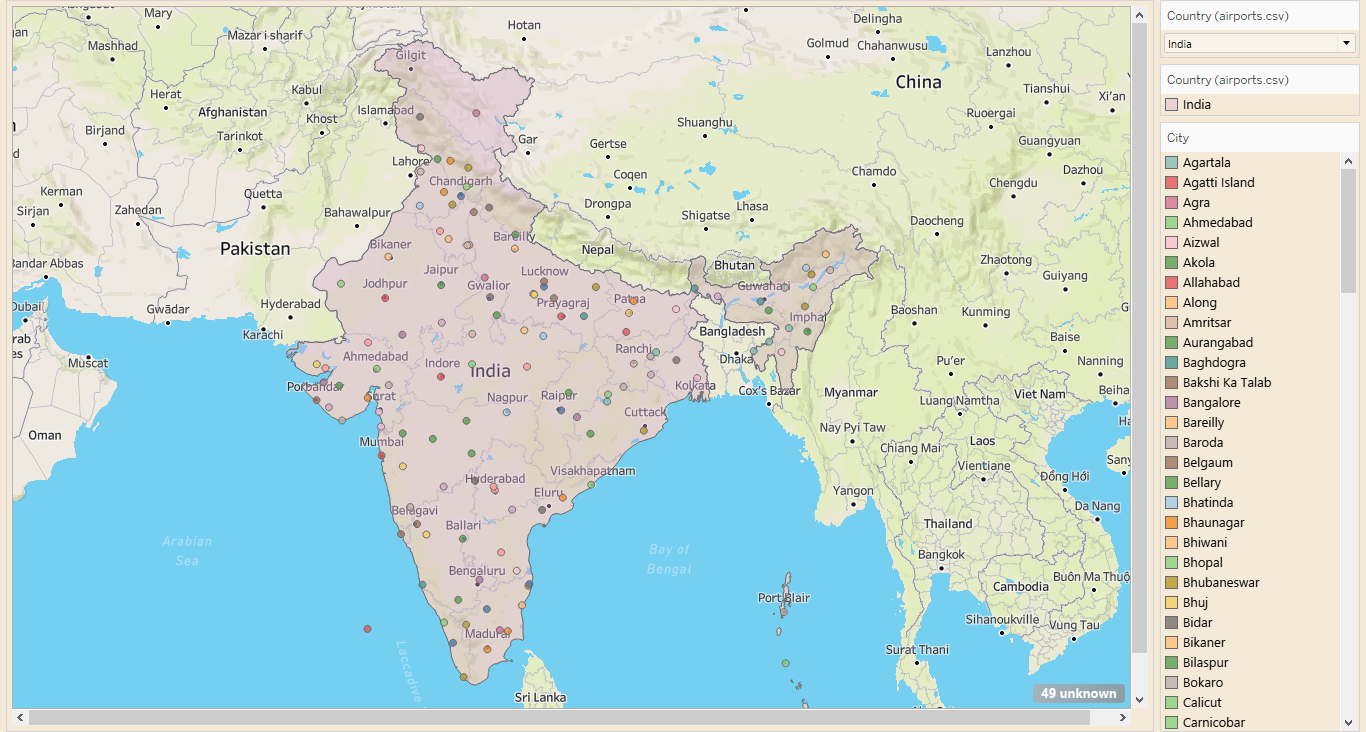 Mary
Mashhad
Mazar i sharif
Hotan
Delingha
Golmud
Chahanwusu
Lanzhou
Gilgit
China
Herat
Kabul
Islamabad
Tianshui
Xi'an
Afghanistan
Khost
Shuanghu
Ruoergai
Birjand
Tarinkot
Gar
Gertse
Guangyuan
Lahore
Coqen
Chamdo
Dazhou
Chandigarh
Chengdu
Kerman
Quetta
Zahedan
Sirjan
Bahawalpur
Drongpa
Lhasa
Shigatse
Daocheng
Bareilly
Bikaner
Pakistan
Nepal
Bandar Abbas
Bhutan
Zhaotong
Jaipur
Lucknow
Guiyang
Jodhpur
Gwalior
Guwahati
Dubai
Hyderabad
Prayagraj
Patna
Gwādar
Baoshan
Kunming
Imphal
Karachi
Bangladesh
Baise
Muscat
Ahmedabad
Indore
Ranchi
Dhaka
Pu'er
Nanning
India
Porbandar
Kolkata
Cox's Bazar
Myanmar
Viet Nam
Surat
Nagpur
Raipur
Luang Namtha
Cuttack
Oman
Nay Pyi Taw
Mumbai
Laos
Chiang Mai
Vientiane
Visakhapatnam
Hyderabad
Đồng Hới
Yangon
Eluru
Da Nang
Belagavi
Ballari
Thailand
Arabian
Sea
Bay of
Bengal
Bangkok
Bengaluru
Buôn Ma Thuộ
Cambodia
Port Blair
Sihanoukville
Vung Tau
Madurai
Surat Thani
Laccadive
Sri Lanka
49 unknown
Country (airports.csv)
India
Country (airports.csv)
India
City
Agartala
Agatti Island
Agra
Ahmedabad
Aizwal
Akola
Allahabad
Along
Amritsar
Aurangabad
Baghdogra
Bakshi Ka Talab
Bangalore
Bareilly
Baroda
Belgaum
Bellary
Bhatinda
Bhaunagar
Bhiwani
Bhopal
Bhubaneswar
Bhuj
Bidar
Bikaner
Bilaspur
Bokaro
Calicut
Carnicobar